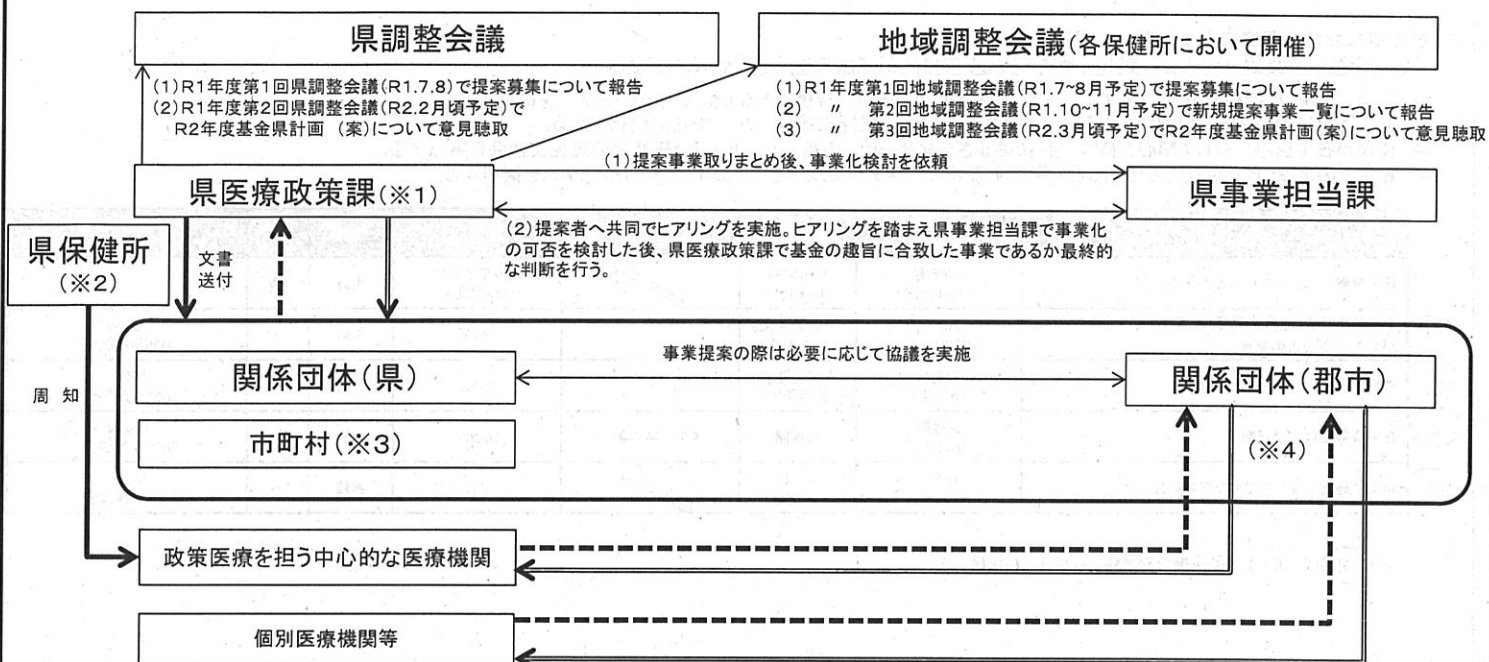 県調整会議
地域調整会議(各保健所において開催)
(1)R1年度第1回県調整会議(R1.7.8)で提案募集について報告
(2)R1年度第2回県調整会議(R2.2月頃予定)で
R2年度基金県計画 (案)について意見聴取
(1)R1年度第1回地域調整会議(R1.7~8月予定)で提案募集について報告
(2) 〃 第2回地域調整会議(R1.10~11月予定)で新規提案事業一覧について報告
(3) 〃 第3回地域調整会議(R2.3月頃予定)でR2年度基金県計画(案)について意見聴取
(1)提案事業取りまとめ後、事業化検討を依頼
県医療政策課(※1)
県事業担当課
(2)提案者へ共同でヒアリングを実施。ヒアリングを踏まえ県事業担当課で事業化
の可否を検討した後、県医療政策課で基金の趣旨に合致した事業であるか最終的
な判断を行う。
県保健所
(※2)
文書
送付
事業提案の際は必要に応じて協議を実施
関係団体(県)
関係団体(郡市)
周 知
市町村(※3)
(※4)
政策医療を担う中心的な医療機関
個別医療機関等